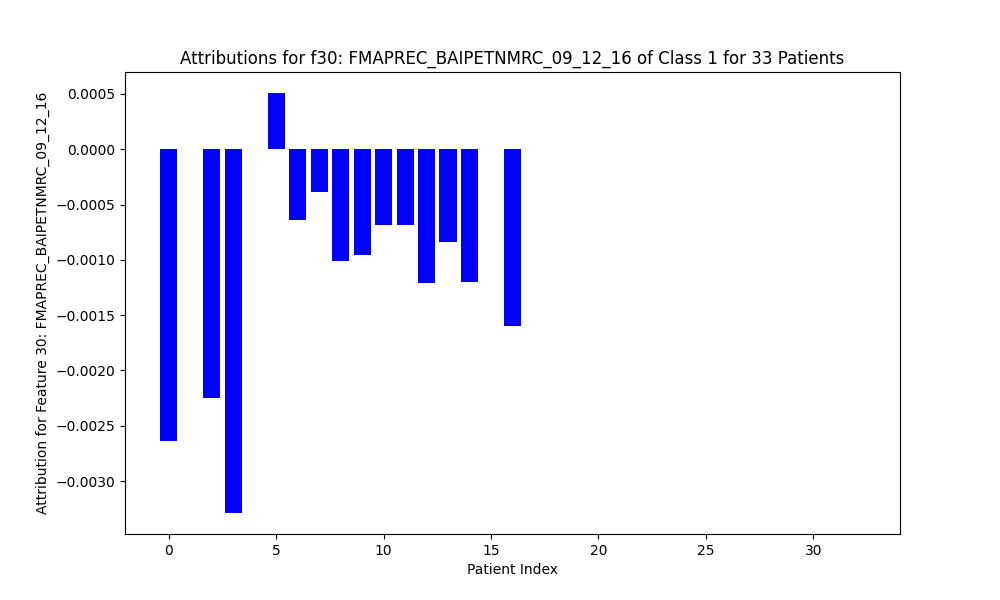 Attributions for f30: FMAPREC_BAIPETNMRC_09_12_16 of Class 1 for 33 Patients
Attribution for Feature 30: FMAPREC_BAIPETNMRC_09_12_16
0.0005
0.0000
−0.0005
−0.0010
−0.0015
−0.0020
−0.0025
−0.0030
0 5 10 15 20 25 30
Patient Index